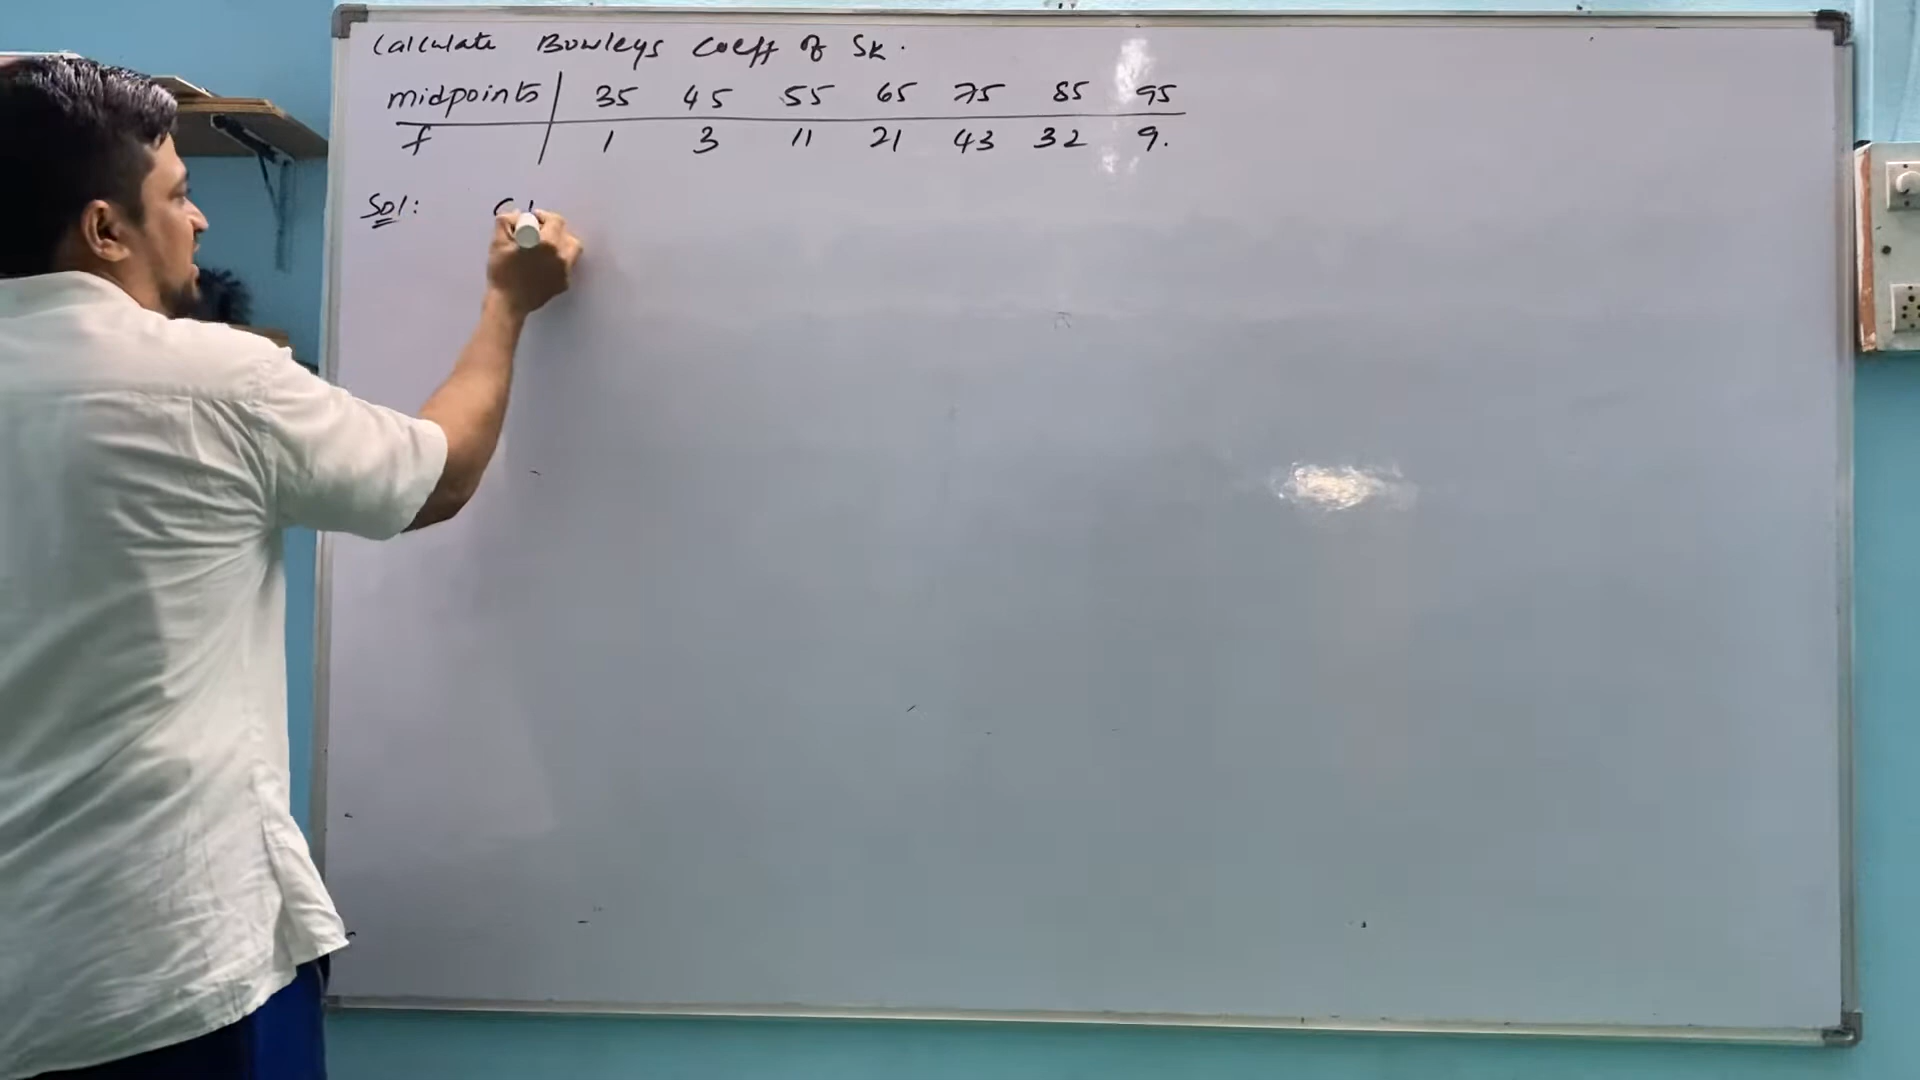 Calculate Bowleys Coeff of Sk.
midpoints 35 45 55 65 75 85 95
f 1 3 11 21 43 32 9.
Sol: